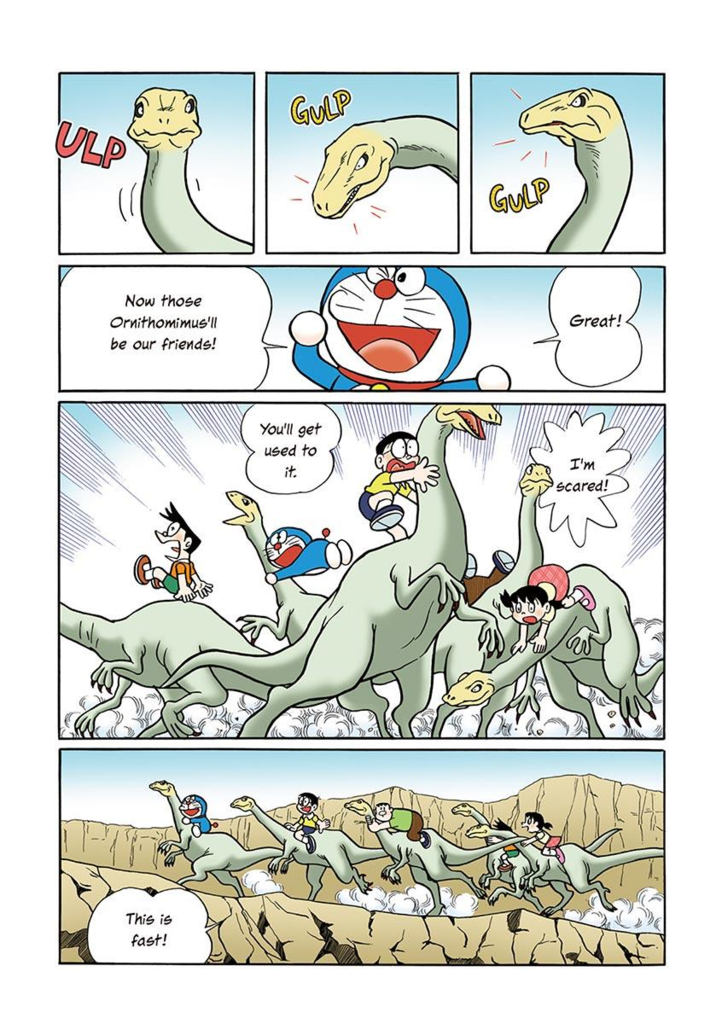 ULP
GULP
GULP
Now those
Ornithomimus'll
be our friends!
Great!
You'll get
used to
it.
I'm
scared!
This is
fast!